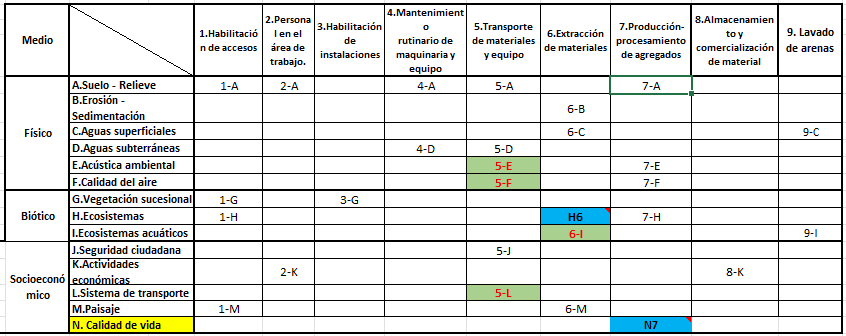 Medio
1.Habilitació
n de accesos
2.Persona
l en el
área de
trabajo.
3.Habilitación
de
instalaciones
4.Mantenimient
o
rutinario de
maquinaria y
equipo
5.Transporte
de materiales
y equipo
6.Extracción
de materiales
7.Producción-
procesamiento
de agregados
8.Almacenamien
to y
comercialización
de material
9. Lavado
de arenas
Físico
A.Suelo - Relieve 1-A 2-A 4-A 5-A 7-A
B.Erosión -
Sedimentación 6-B
C.Aguas superficiales 6-C 9-C
D.Aguas subterráneas 4-D 5-D
E.Acústica ambiental 5-E 7-E
F.Calidad del aire 5-F 7-F
Biótico
G.Vegetación sucesional 1-G 3-G
H.Ecosistemas 1-H H6 7-H
I.Ecosistemas acuáticos 6-I 9-I
Socioeconó
mico
J.Seguridad ciudadana 5-J
K.Actividades
económicas 2-K 8-K
L.Sistema de transporte 5-L
M.Paisaje 1-M 6-M
N. Calidad de vida N7